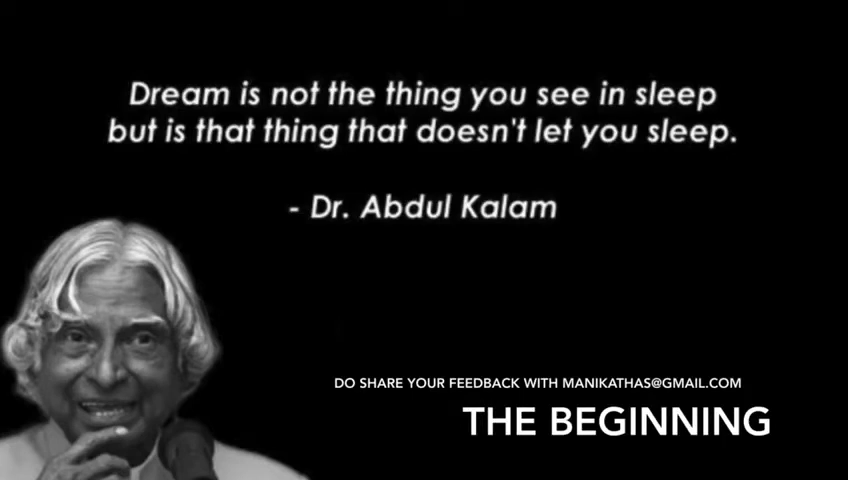 Dream is not the thing you see in sleep
but is that thing that doesn't let you sleep.
- Dr. Abdul Kalam
DO SHARE YOUR FEEDBACK WITH MANIKATHAS@GMAIL.COM
THE BEGINNING